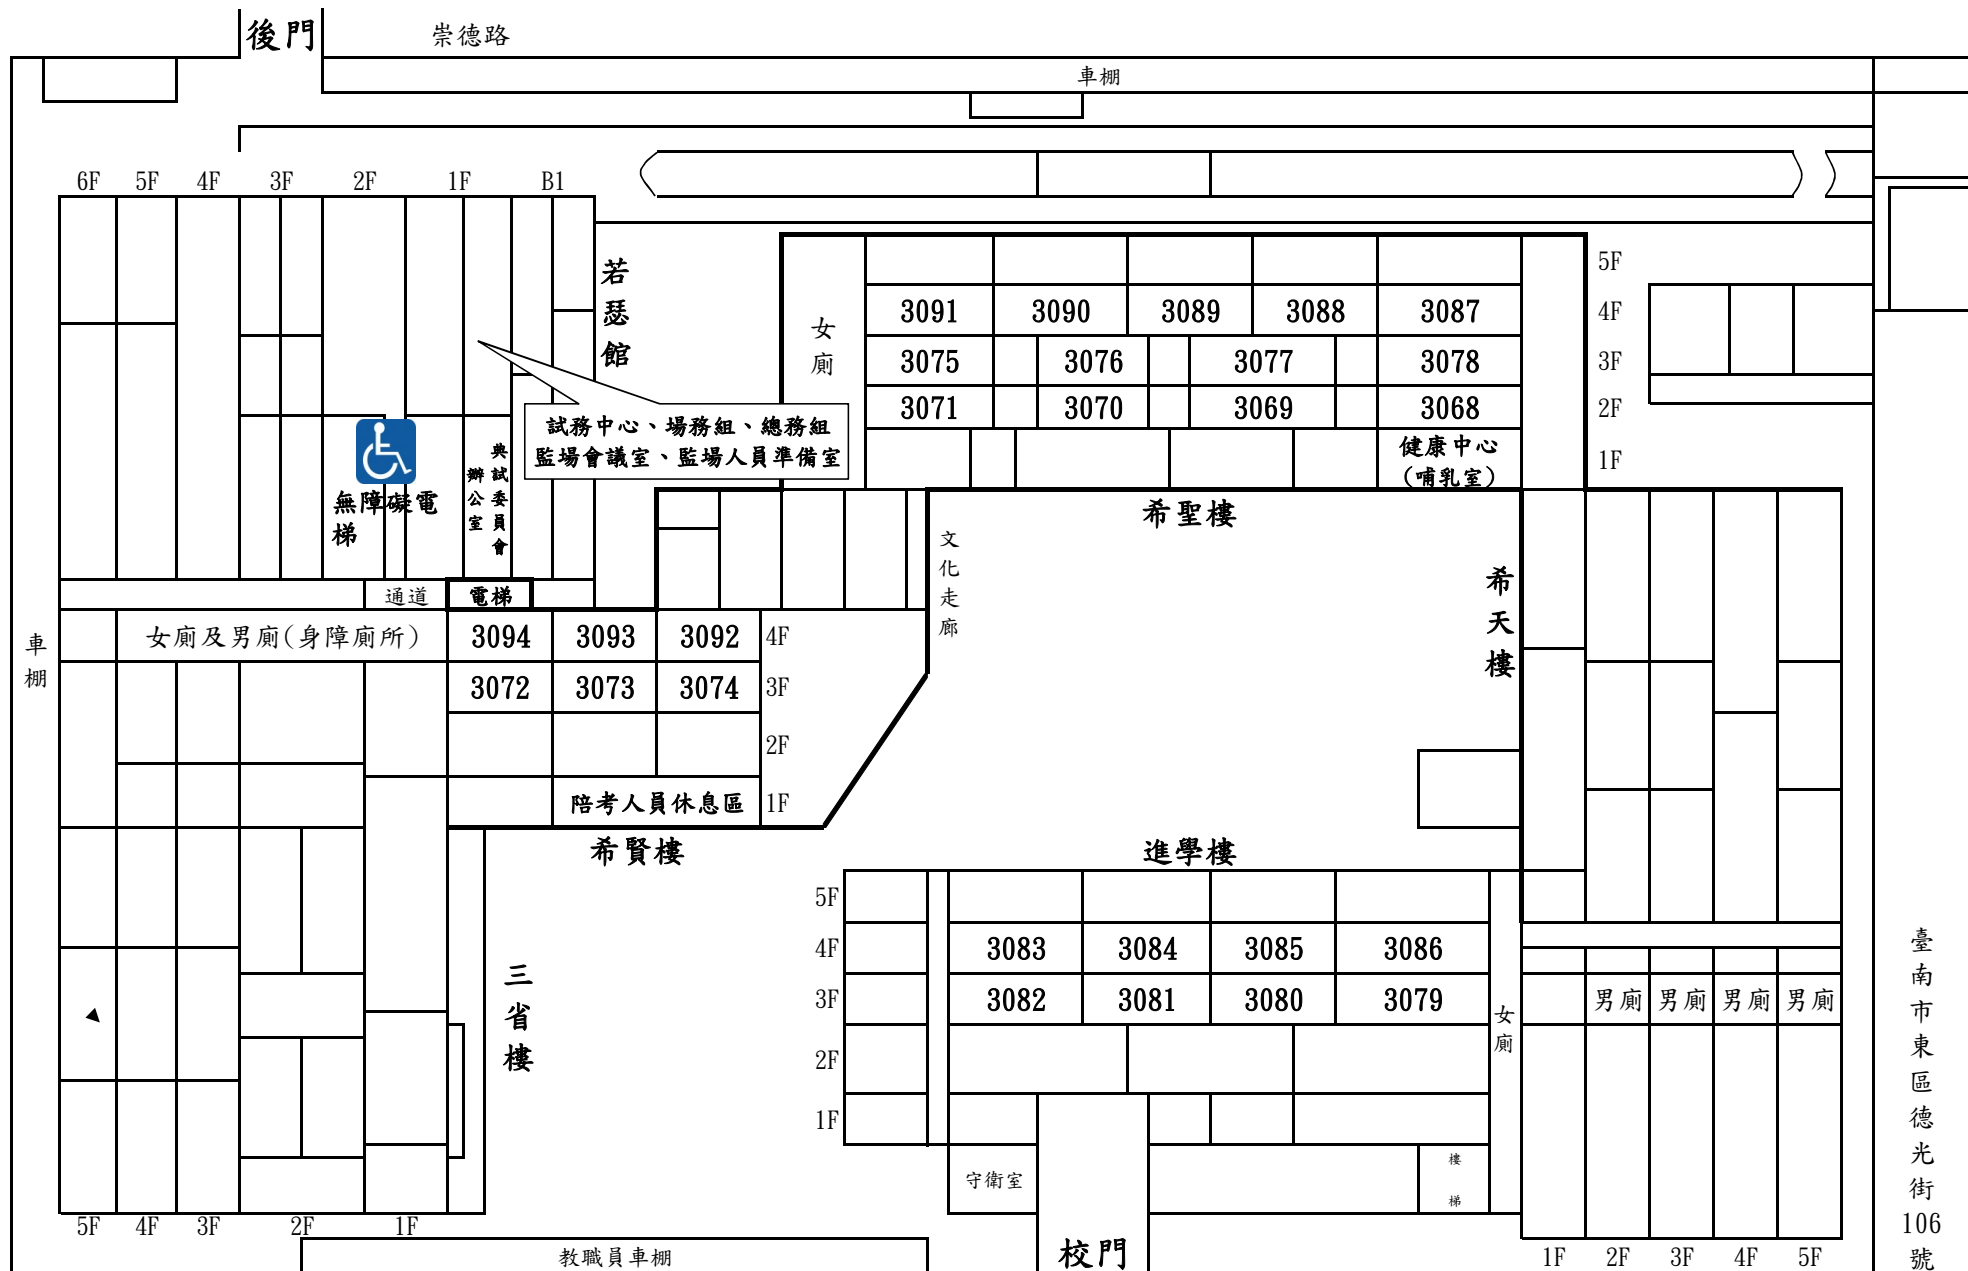 後門
崇德路
車棚
6F 5F 4F 3F 2F 1F B1
若瑟館
試務中心、場務組、總務組
監場會議室、監場人員準備室
典試委員會
辦公室
無障礙電
梯
通道
電梯
女廁
5F
3091 3090 3089 3088 3087 4F
3075 3076 3077 3078 3F
3071 3070 3069 3068 2F
健康中心
(哺乳室)
1F
希聖樓
文化走廊
希天樓
車棚
女廁及男廁(身障廁所)
3094 3093 3092 4F
3072 3073 3074 3F
2F
陪考人員休息區 1F
希賢樓
三省樓
進學樓
5F
4F 3083 3084 3085 3086
3F 3082 3081 3080 3079
2F
1F
女廁
男廁 男廁 男廁 男廁
守衛室
樓梯
校門
5F 4F 3F 2F 1F
教職員車棚
1F 2F 3F 4F 5F
臺南市東區德光街106號